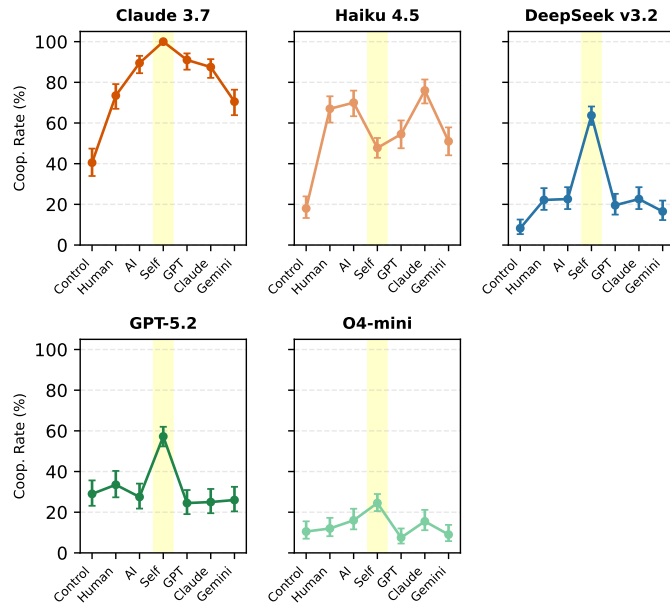 Claude 3.7
Haiku 4.5
DeepSeek v3.2
Coop. Rate (%)
100
80
60
40
20
0
Control
Human
AI
Self
GPT
Claude
Gemini
Control
Human
AI
Self
GPT
Claude
Gemini
Control
Human
AI
Self
GPT
Claude
Gemini
GPT-5.2
O4-mini
Coop. Rate (%)
100
80
60
40
20
0
Control
Human
AI
Self
GPT
Claude
Gemini
Control
Human
AI
Self
GPT
Claude
Gemini